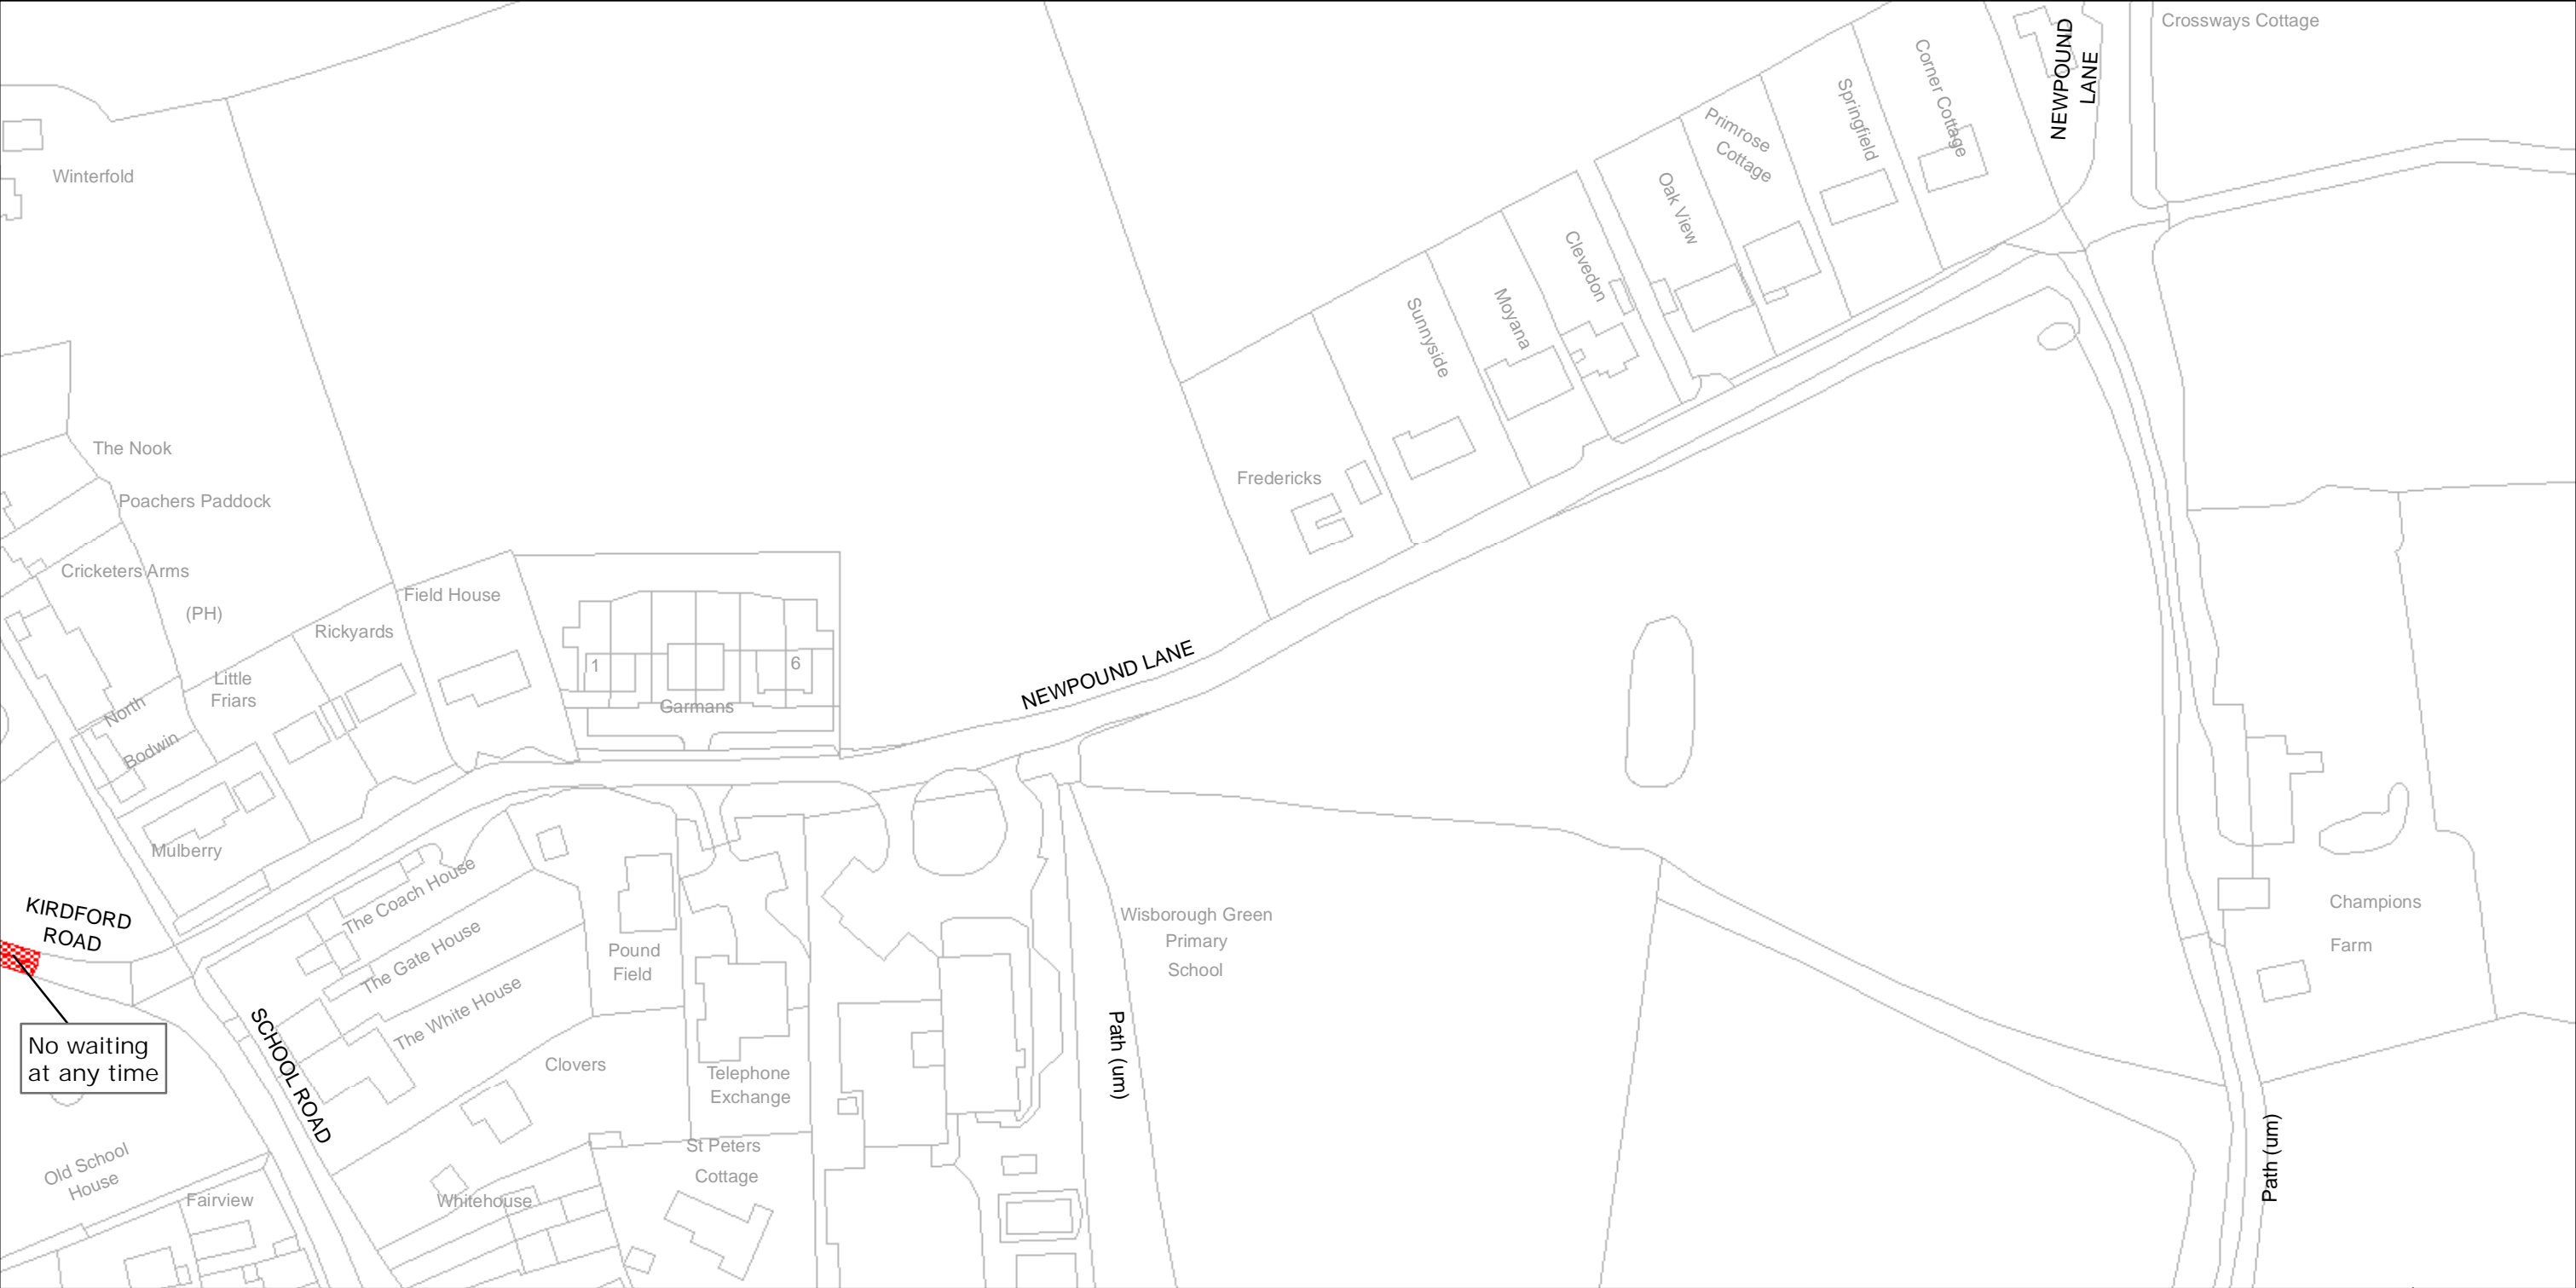 Crossways Cottage
NEWPOUND
LANE
Corner Cottage
Springfield
Primrose
Cottage
Oak View
Clevedon
Moyana
Sunnyside
Fredericks
Winterfold
The Nook
Poachers Paddock
Cricketers Arms
(PH)
Field House
Rickyards
Little
Friars
North
Bodwin
Mulberry
1
6
Garmans
NEWPOUND LANE
KIRDFORD
ROAD
No waiting
at any time
SCHOOL ROAD
The Coach House
The Gate House
The White House
Pound
Field
Clovers
Telephone
Exchange
St Peters
Cottage
Whitehouse
Old School
House
Fairview
Wisborough Green
Primary
School
Path (um)
Champions
Farm
Path (um)